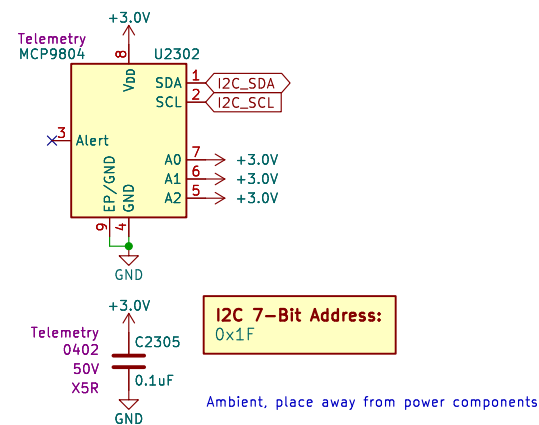 +3.0V
Telemetry
MCP9804
8
U2302
VDD
SDA 1 I2C_SDA
SCL 2 I2C_SCL
3 Alert
A0 7 +3.0V
A1 6 +3.0V
A2 5 +3.0V
EP/GND
GND
9
4
GND
+3.0V
Telemetry
0402
50V
X5R
C2305
0.1uF
GND
I2C 7-Bit Address:
0x1F
Ambient, place away from power components